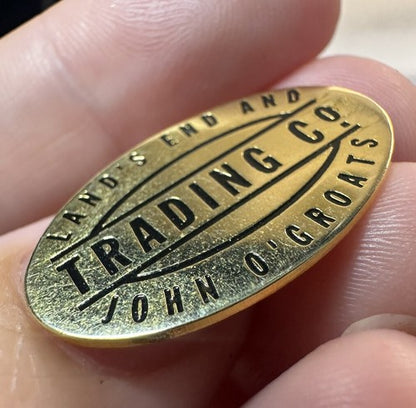 LAND'S END AND
TRADING CO.
JOHN O'GROATS